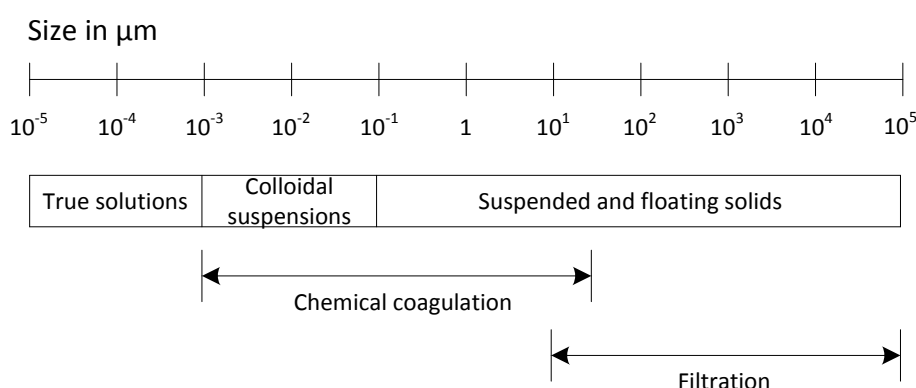 Size in µm
10⁻⁵ 10⁻⁴ 10⁻³ 10⁻² 10⁻¹ 1 10¹ 10² 10³ 10⁴ 10⁵
True solutions Colloidal suspensions Suspended and floating solids
Chemical coagulation
Filtration